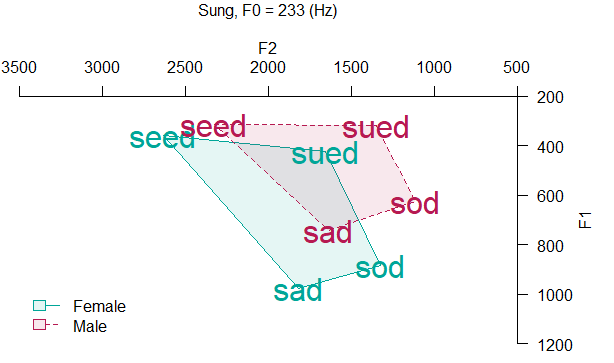 Sung, F0 = 233 (Hz)
F2
3500 3000 2500 2000 1500 1000 500
200
seed sued
seed sued
400
600
sod
sad
F1
800
sod
sad
1000
Female
Male
1200